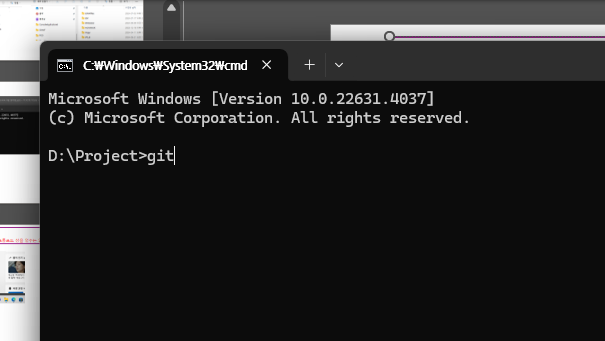 C:₩Windows₩System32₩cmd
Microsoft Windows [Version 10.0.22631.4037]
(c) Microsoft Corporation. All rights reserved.
D:\Project>git